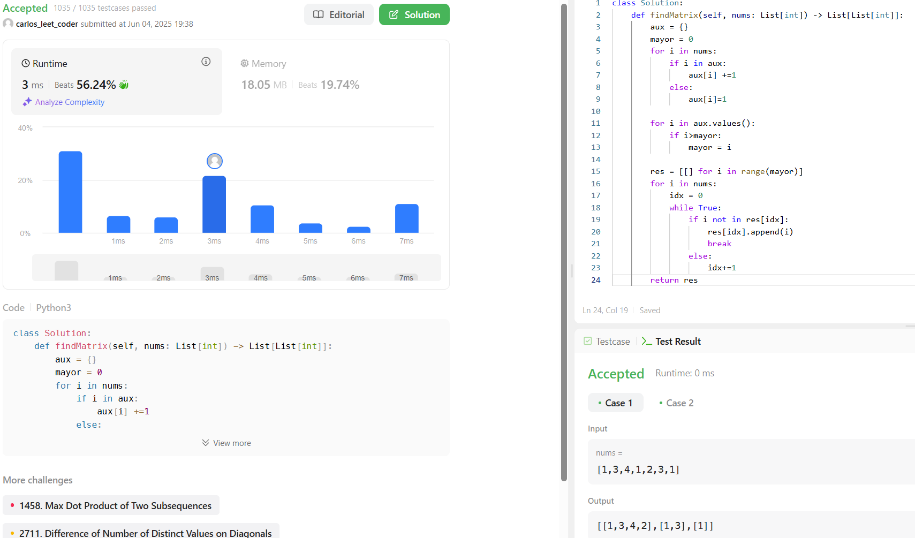 Accepted 1035 / 1035 testcases passed
carlos_leet_coder submitted at Jun 04, 2025 19:38
Editorial
Solution
Runtime
3 ms Beats 56.24%
Analyze Complexity
Memory
18.05 MB Beats 19.74%
40%
20%
0%
1ms 2ms 3ms 4ms 5ms 6ms 7ms
1ms 2ms 3ms 4ms 5ms 6ms 7ms
Code Python3
class Solution:
    def findMatrix(self, nums: List[int]) -> List[List[int]]:
        aux = {}
        mayor = 0
        for i in nums:
            if i in aux:
                aux[i] +=1
            else:
View more
More challenges
1458. Max Dot Product of Two Subsequences
2711. Difference of Number of Distinct Values on Diagonals
1 class Solution:
2     def findMatrix(self, nums: List[int]) -> List[List[int]]:
3         aux = {}
4         mayor = 0
5         for i in nums:
6             if i in aux:
7                 aux[i] +=1
8             else:
9                 aux[i]=1
10
11         for i in aux.values():
12             if i>mayor:
13                 mayor = i
14
15         res = [[] for i in range(mayor)]
16         for i in nums:
17             idx = 0
18             while True:
19                 if i not in res[idx]:
20                     res[idx].append(i)
21                     break
22                 else:
23                     idx+=1
24         return res
Ln 24, Col 19 Saved
Testcase
Test Result
Accepted Runtime: 0 ms
Case 1
Case 2
Input
nums =
[1,3,4,1,2,3,1]
Output
[[1,3,4,2],[1,3],[1]]